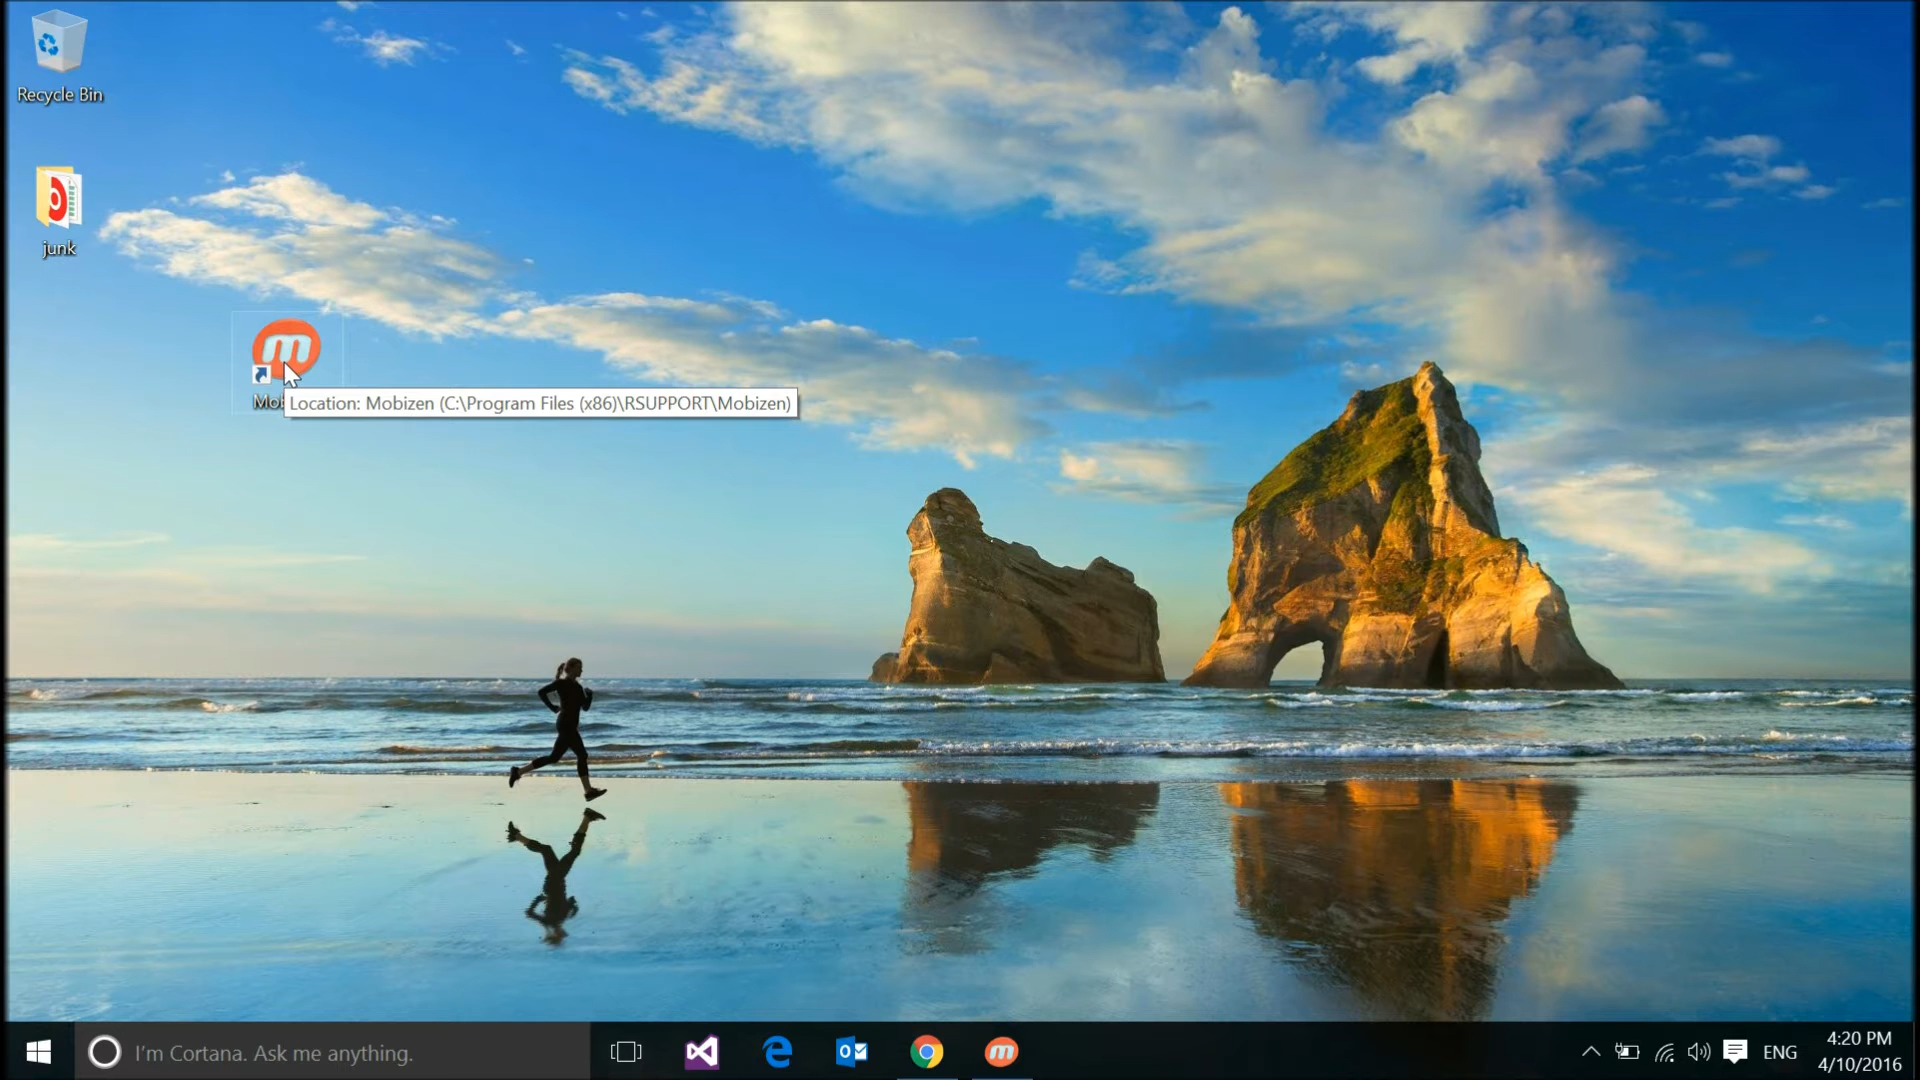 Recycle Bin
junk
Location: Mobizen (C:\Program Files (x86)\RSUPPORT\Mobizen)
I'm Cortana. Ask me anything.
ENG
4:20 PM
4/10/2016